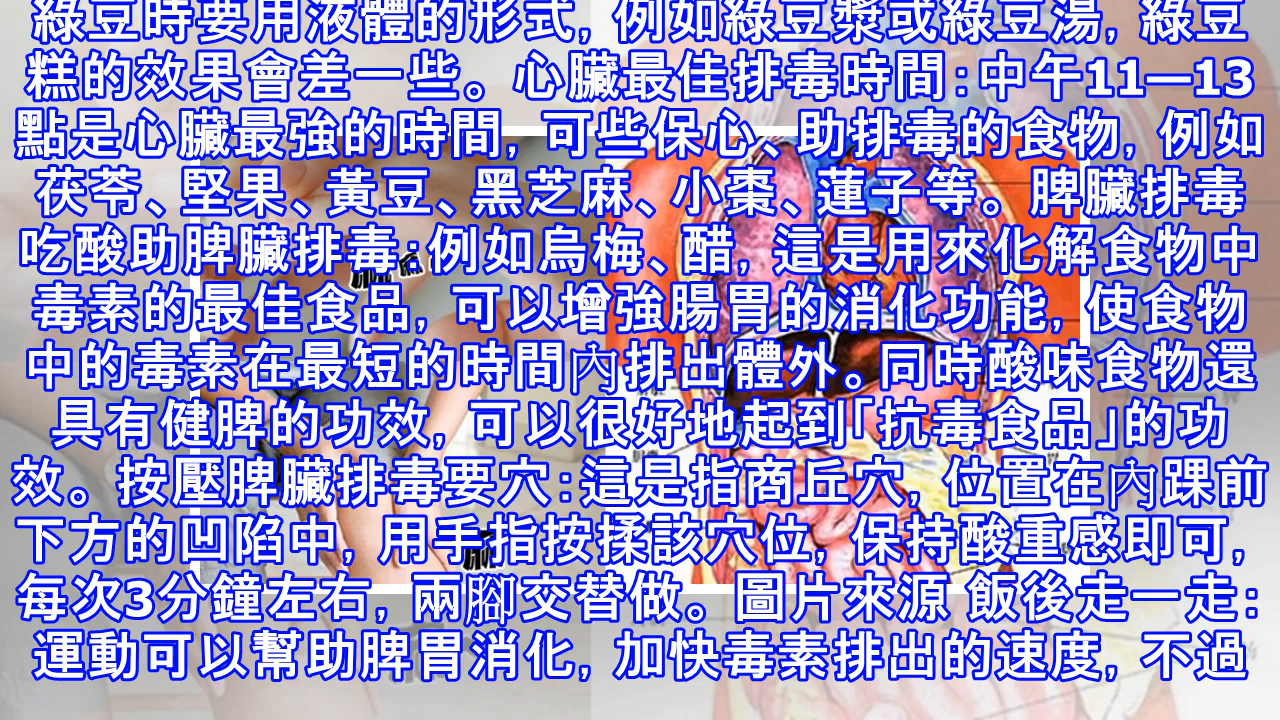 綠豆時要用液體的形式, 例如綠豆漿或綠豆湯, 綠豆
糕的效果會差一些。心臟最佳排毒時間:中午11—13
點是心臟最強的時間, 可些保心、助排毒的食物, 例如
茯苓、堅果、黃豆、黑芝麻、小棗、蓮子等。脾臟排毒
吃酸助脾臟排毒:例如烏梅、醋, 這是用來化解食物中
毒素的最佳食品, 可以增強腸胃的消化功能, 使食物
中的毒素在最短的時間內排出體外。同時酸味食物還
具有健脾的功效, 可以很好地起到「抗毒食品」的功
效。按壓脾臟排毒要穴:這是指商丘穴, 位置在內踝前
下方的凹陷中, 用手指按揉該穴位, 保持酸重感即可,
每次3分鐘左右, 兩腳交替做。圖片來源 飯後走一走:
運動可以幫助脾胃消化, 加快毒素排出的速度, 不過